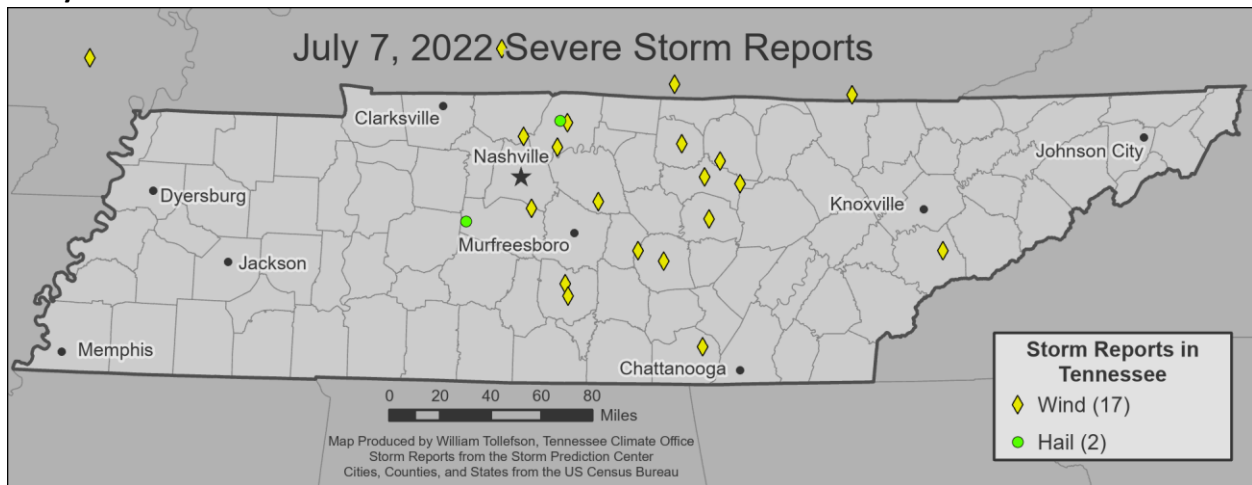 July 7, 2022 Severe Storm Reports
Clarksville
Nashville
Johnson City
Dyersburg
Knoxville
Murfreesboro
Jackson
Memphis
Chattanooga
Storm Reports in
Tennessee
Wind (17)
Hail (2)
0 20 40 60 80
Miles
Map Produced by William Tollefson, Tennessee Climate Office
Storm Reports from the Storm Prediction Center
Cities, Counties, and States from the US Census Bureau